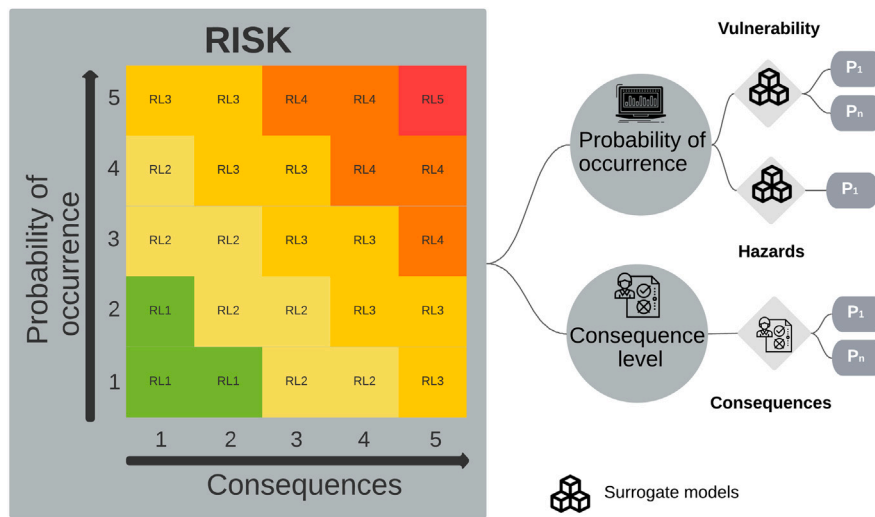 RISK
Probability of
occurrence
5
RL3
RL3
RL4
RL4
RL5
4
RL2
RL3
RL3
RL4
RL4
3
RL2
RL2
RL3
RL3
RL4
2
RL1
RL2
RL2
RL3
RL3
1
RL1
RL1
RL2
RL2
RL3
1
2
3
4
5
Consequences
Probability of
occurrence
Consequence
level
Vulnerability
P1
Pn
P1
Hazards
P1
Pn
Consequences
Surrogate models